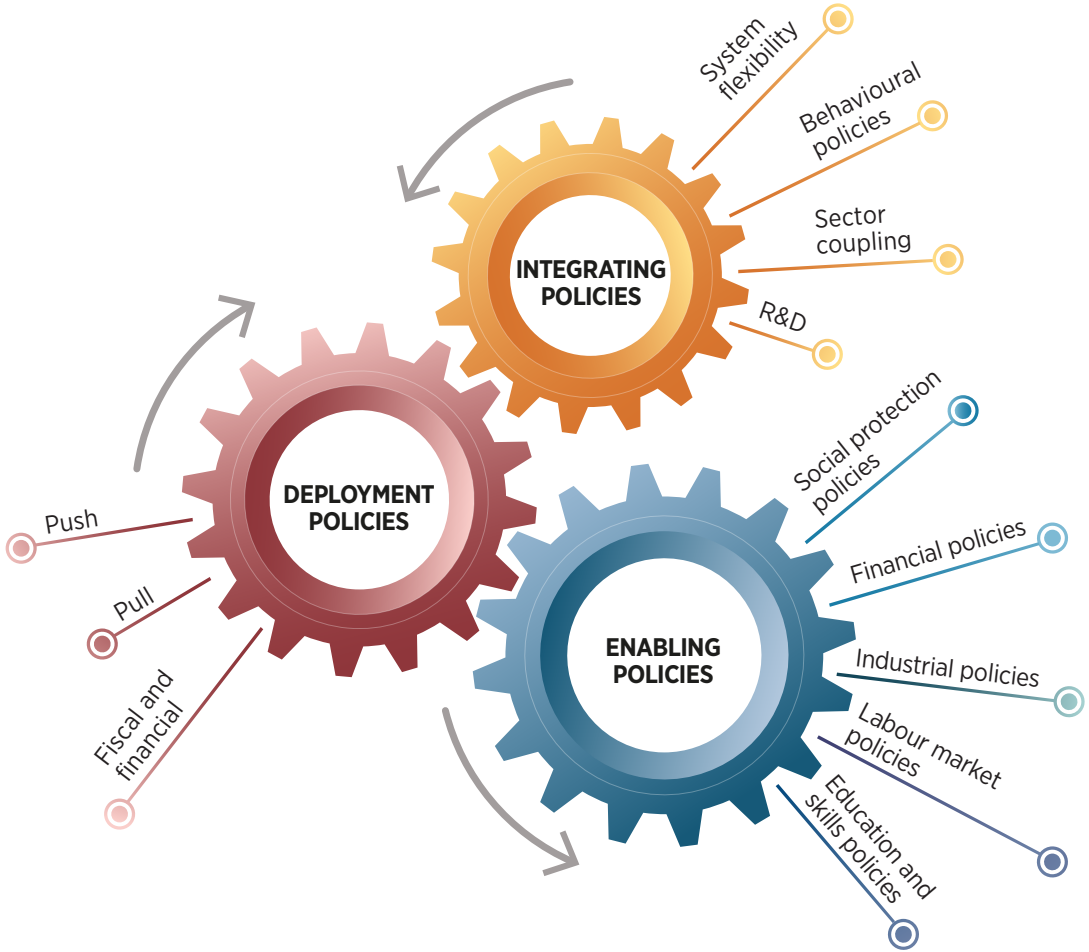 System
flexibility
Behavioural
policies
Sector
coupling
R&D
INTEGRATING
POLICIES
DEPLOYMENT
POLICIES
Push
Pull
Fiscal and
financial
ENABLING
POLICIES
Social protection
policies
Financial policies
Industrial policies
Labour market
policies
Education and
skills policies